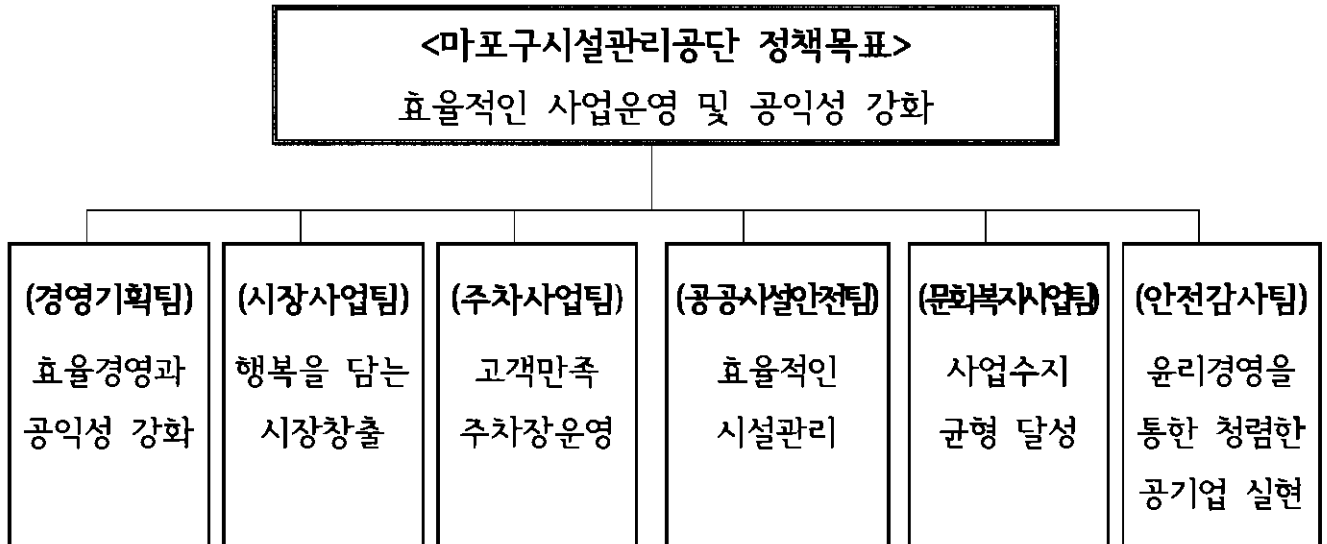 <마포구시설관리공단 정책목표>
효율적인 사업운영 및 공익성 강화
(경영기획팀)
효율경영과
공익성 강화
(시장사업팀)
행복을 담는
시장창출
(주차사업팀)
고객만족
주차장운영
(공공시설안전팀)
효율적인
시설관리
(문화복지사업팀)
사업수지
균형 달성
(안전감사팀)
윤리경영을
통한 청렴한
공기업 실현